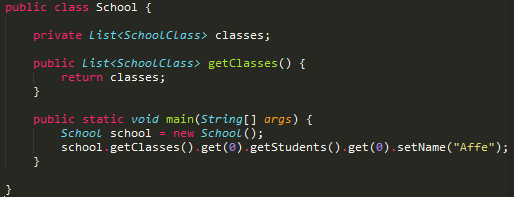 public class School {
private List<SchoolClass> classes;
public List<SchoolClass> getClasses() {
return classes;
}
public static void main(String[] args) {
School school = new School();
school.getClasses().get(0).getStudents().get(0).setName("Affe");
}
}